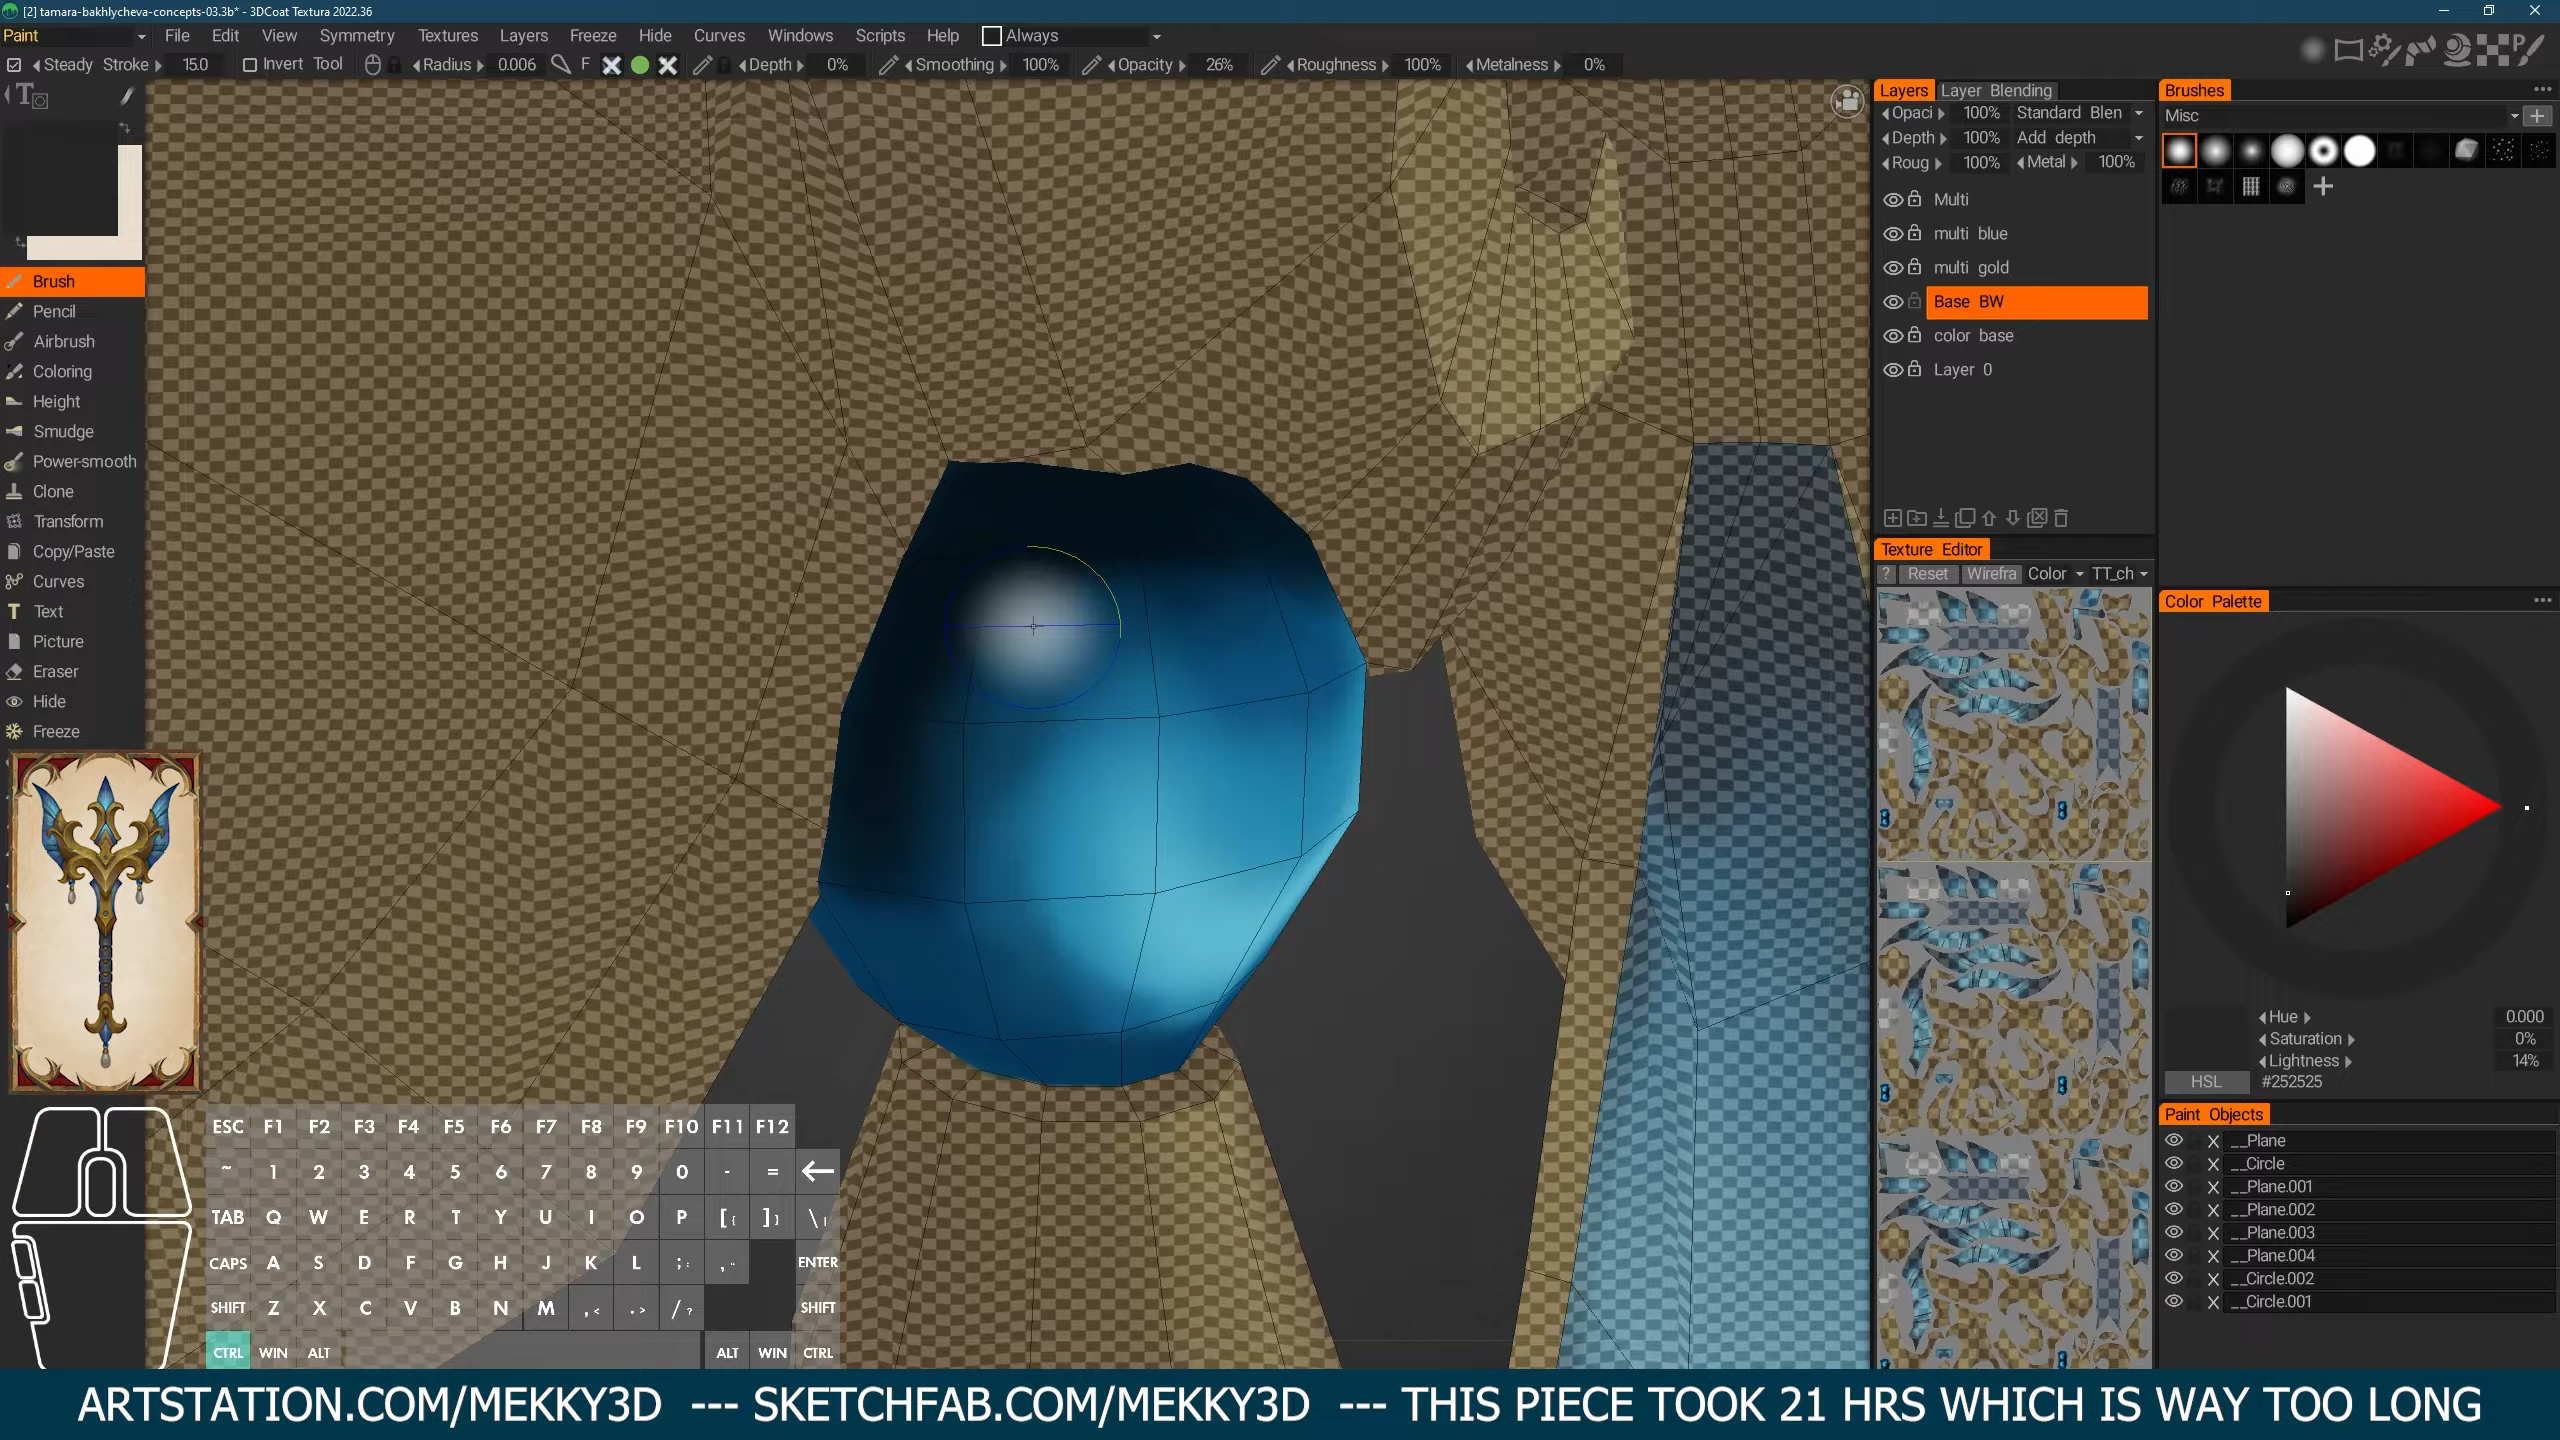 [2] tamara-bakhlycheva-concepts-03.3b* - 3DCoat Textura 2022.36
Paint File Edit View Symmetry Textures Layers Freeze Hide Curves Windows Scripts Help Always
Steady Stroke 15.0 Invert Tool Radius 0.006 F Depth 0% Smoothing 100% Opacity 26% Roughness 100% Metalness 0%
Brush
Pencil
Airbrush
Coloring
Height
Smudge
Power-smooth
Clone
Transform
Copy/Paste
Curves
Text
Picture
Eraser
Hide
Freeze
Layers Layer Blending
Opaci 100% Standard Blen
Depth 100% Add depth
Roug 100% Metal 100%
Multi
multi blue
multi gold
Base BW
color base
Layer 0
Texture Editor
? Reset Wirefra Color TT_ch
Brushes
Misc
Color Palette
Hue 0.000
Saturation 0%
Lightness 14%
HSL #252525
Paint Objects
X __Plane
X __Circle
X __Plane.001
X __Plane.002
X __Plane.003
X __Plane.004
X __Circle.002
X __Circle.001
ESC F1 F2 F3 F4 F5 F6 F7 F8 F9 F10 F11 F12
~ 1 2 3 4 5 6 7 8 9 0 - =
TAB Q W E R T Y U I O P [{ ]} \|
CAPS A S D F G H J K L ;: ," ENTER
SHIFT Z X C V B N M ,< .> /? SHIFT
CTRL WIN ALT ALT WIN CTRL
ARTSTATION.COM/MEKKY3D --- SKETCHFAB.COM/MEKKY3D --- THIS PIECE TOOK 21 HRS WHICH IS WAY TOO LONG